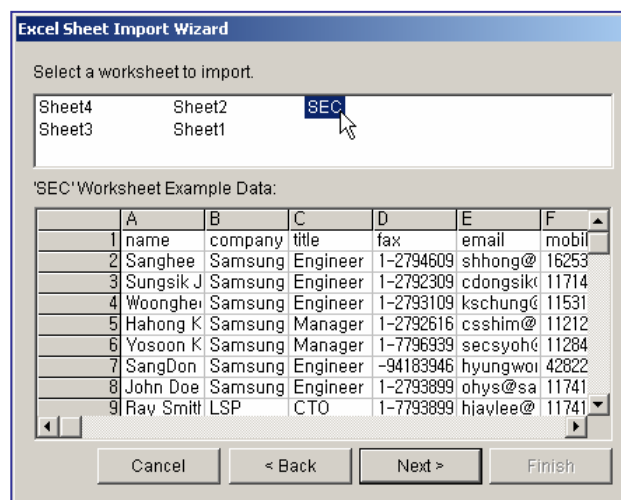 Excel Sheet Import Wizard
Select a worksheet to import.
Sheet4 Sheet2 SEC
Sheet3 Sheet1
'SEC' Worksheet Example Data:
A B C D E F
1 name company title fax email mobil
2 Sanghee Samsung Engineer 1-2794609 shhong@ 16253
3 Sungsik J Samsung Engineer 1-2792309 cdongsik( 11714
4 Woonghe Samsung Engineer 1-2793109 kschung( 11531
5 Hahong K Samsung Manager 1-2792616 csshim@ 11212
6 Yosoon K Samsung Manager 1-7796939 secsyoh( 11284
7 SangDon Samsung Engineer -94183946 hyungwo 42822
8 John Doe Samsung Engineer 1-2793899 ohys@sa 11741
9 Ray Smitl LSP CTO 1-7793899 hjaylee@ 11741
Cancel < Back Next > Finish